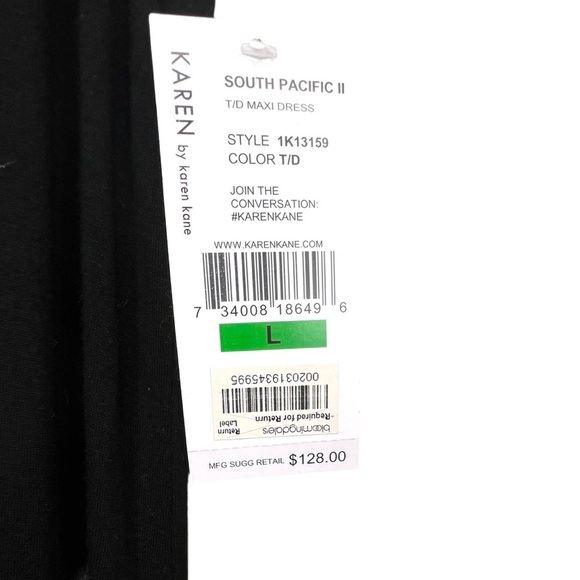 KAREN by karen kane
SOUTH PACIFIC II
T/D MAXI DRESS
STYLE 1K13159
COLOR T/D
JOIN THE
CONVERSATION:
#KARENKANE
WWW.KARENKANE.COM
7 34008 18649 6
L
bloomingdales
Return
Label
"Required for Return
0020319345995
MFG SUGG RETAIL $128.00